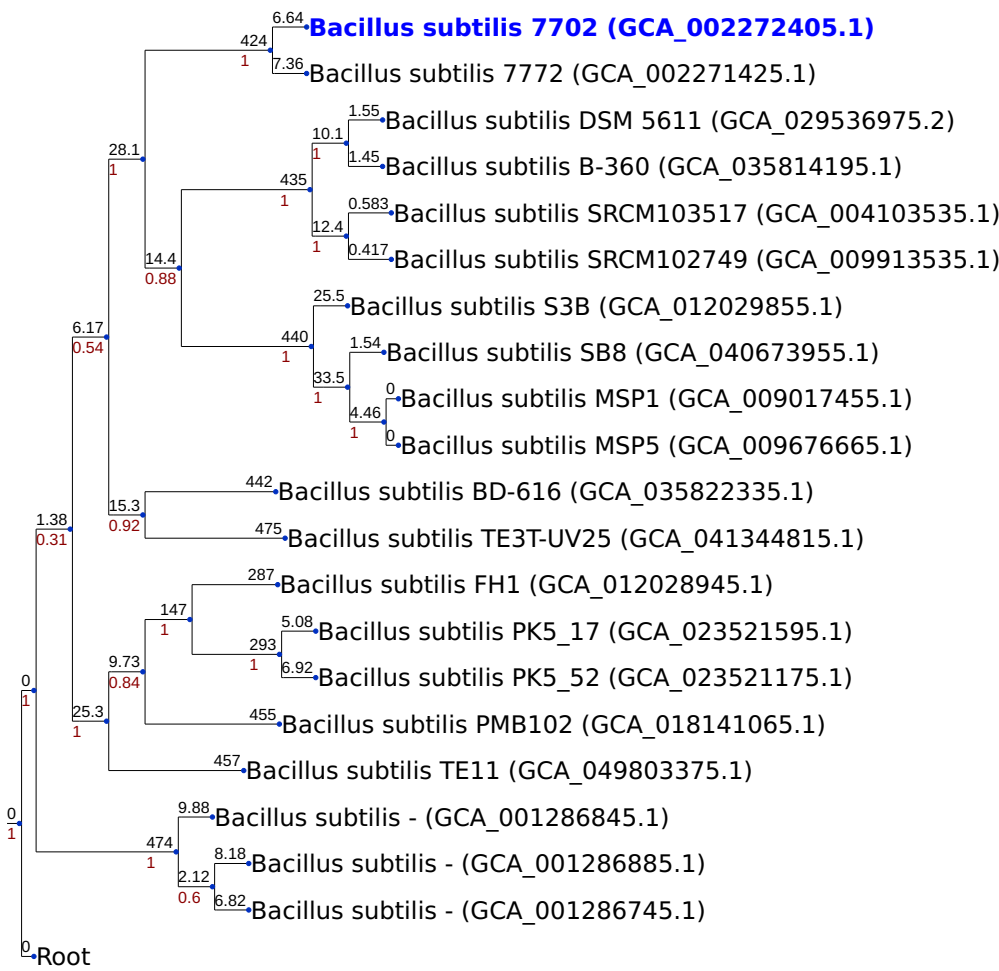 6.64
Bacillus subtilis 7702 (GCA_002272405.1)
424
1
7.36
Bacillus subtilis 7772 (GCA_002271425.1)
1.55
Bacillus subtilis DSM 5611 (GCA_029536975.2)
10.1
1
1.45
Bacillus subtilis B-360 (GCA_035814195.1)
28.1
1
435
1
0.583
Bacillus subtilis SRCM103517 (GCA_004103535.1)
12.4
1
0.417
Bacillus subtilis SRCM102749 (GCA_009913535.1)
14.4
0.88
25.5
Bacillus subtilis S3B (GCA_012029855.1)
6.17
0.54
440
1
1.54
Bacillus subtilis SB8 (GCA_040673955.1)
33.5
1
0
Bacillus subtilis MSP1 (GCA_009017455.1)
4.46
1
0
Bacillus subtilis MSP5 (GCA_009676665.1)
442
Bacillus subtilis BD-616 (GCA_035822335.1)
15.3
0.92
1.38
0.31
475
Bacillus subtilis TE3T-UV25 (GCA_041344815.1)
287
Bacillus subtilis FH1 (GCA_012028945.1)
147
1
5.08
Bacillus subtilis PK5_17 (GCA_023521595.1)
293
1
9.73
0.84
6.92
Bacillus subtilis PK5_52 (GCA_023521175.1)
0
1
25.3
1
455
Bacillus subtilis PMB102 (GCA_018141065.1)
457
Bacillus subtilis TE11 (GCA_049803375.1)
0
1
9.88
Bacillus subtilis - (GCA_001286845.1)
474
1
8.18
Bacillus subtilis - (GCA_001286885.1)
2.12
0.6
6.82
Bacillus subtilis - (GCA_001286745.1)
0
Root